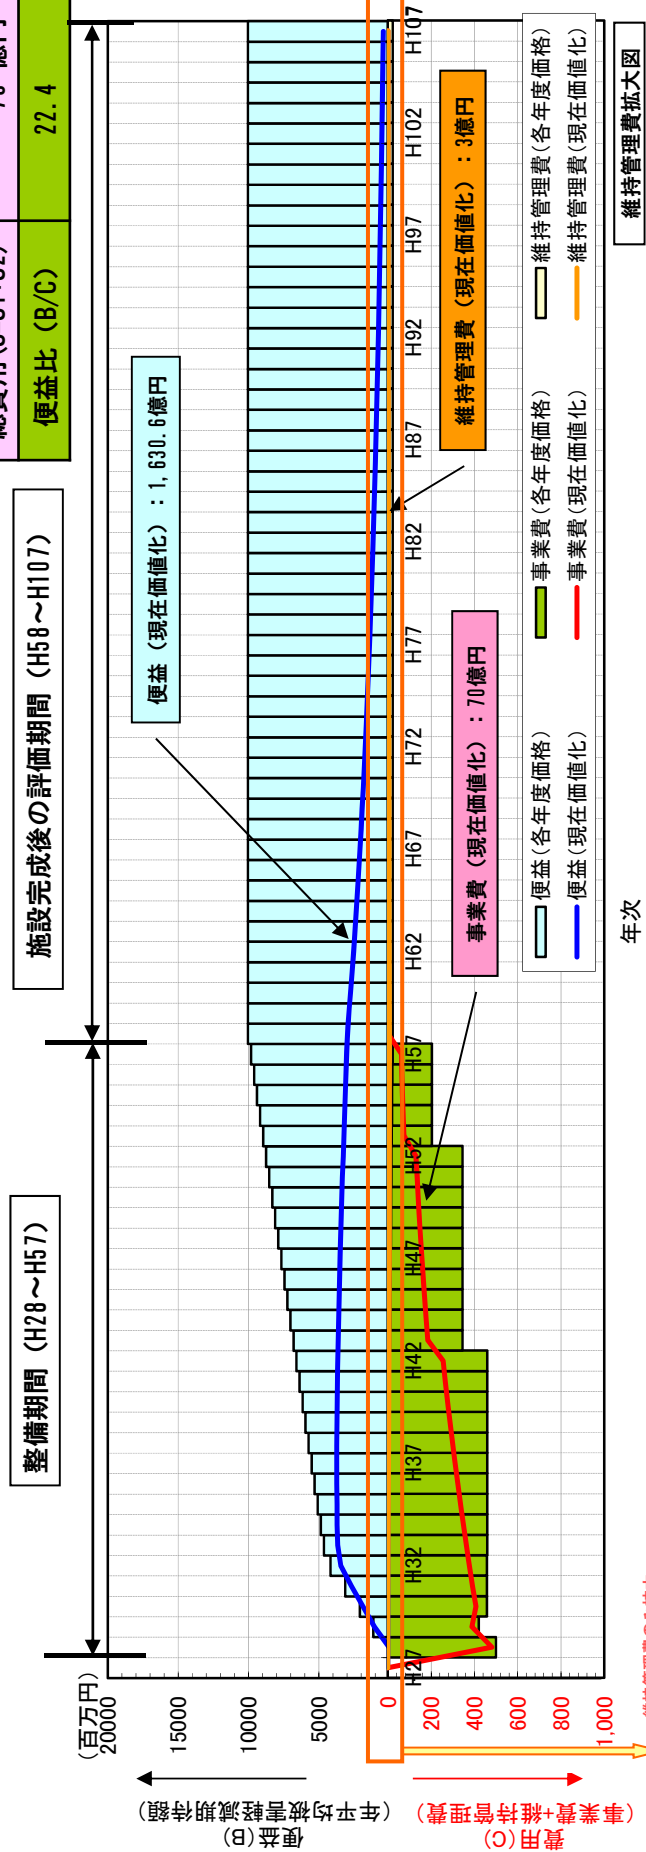 便益比 (B/C)
22.4
整備期間 (H28～H57)
施設完成後の評価期間 (H58～H107)
(百万円)
20000
15000
10000
5000
0
200
400
600
800
1,000
便益(B)
(年平均被害軽減期待額)
費用(C)
(事業費+維持管理費)
便益 (現在価値化) : 1,630.6億円
維持管理費 (現在価値化) : 3億円
事業費 (現在価値化) : 70億円
H27
H32
H37
H42
H47
H52
H57
H62
H67
H72
H77
H82
H87
H92
H97
H102
H107
便益(各年度価格)
事業費(各年度価格)
維持管理費(各年度価格)
便益(現在価値化)
事業費(現在価値化)
維持管理費(現在価値化)
年次
維持管理費拡大図